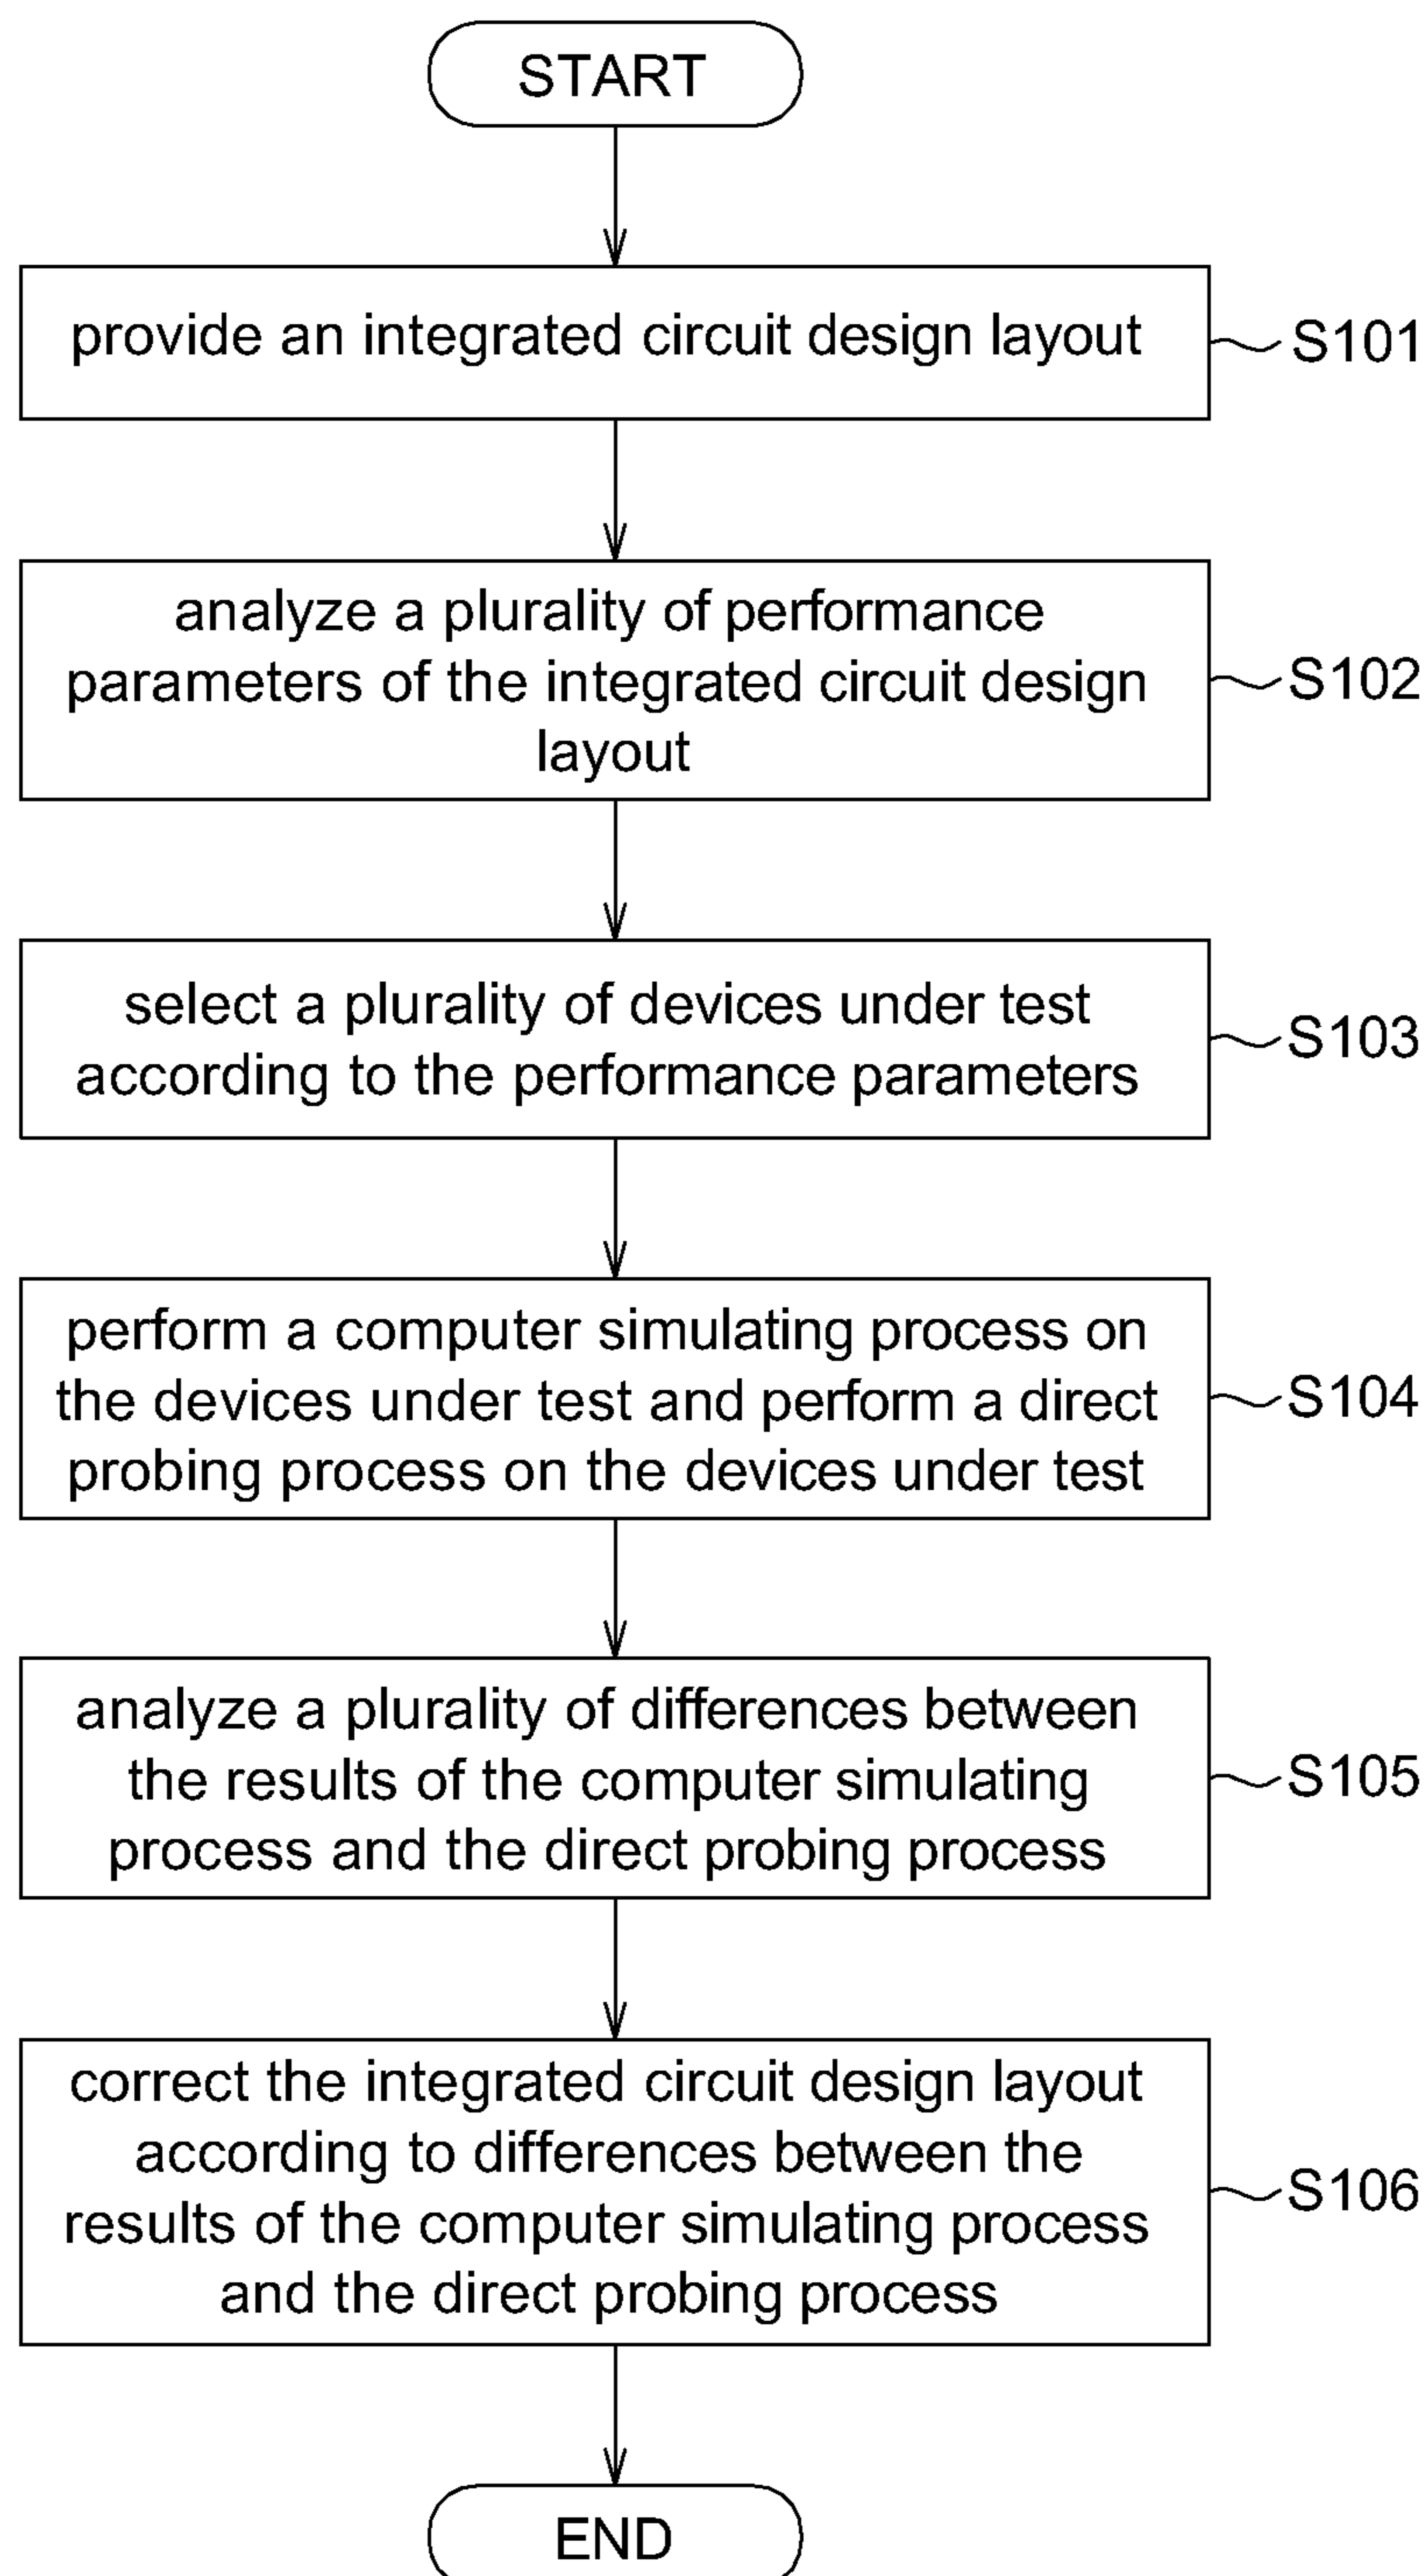 START
provide an integrated circuit design layout
S101
analyze a plurality of performance
parameters of the integrated circuit design
layout
S102
select a plurality of devices under test
according to the performance parameters
S103
perform a computer simulating process on
the devices under test and perform a direct
probing process on the devices under test
S104
analyze a plurality of differences between
the results of the computer simulating
process and the direct probing process
S105
correct the integrated circuit design layout
according to differences between the
results of the computer simulating process
and the direct probing process
S106
END